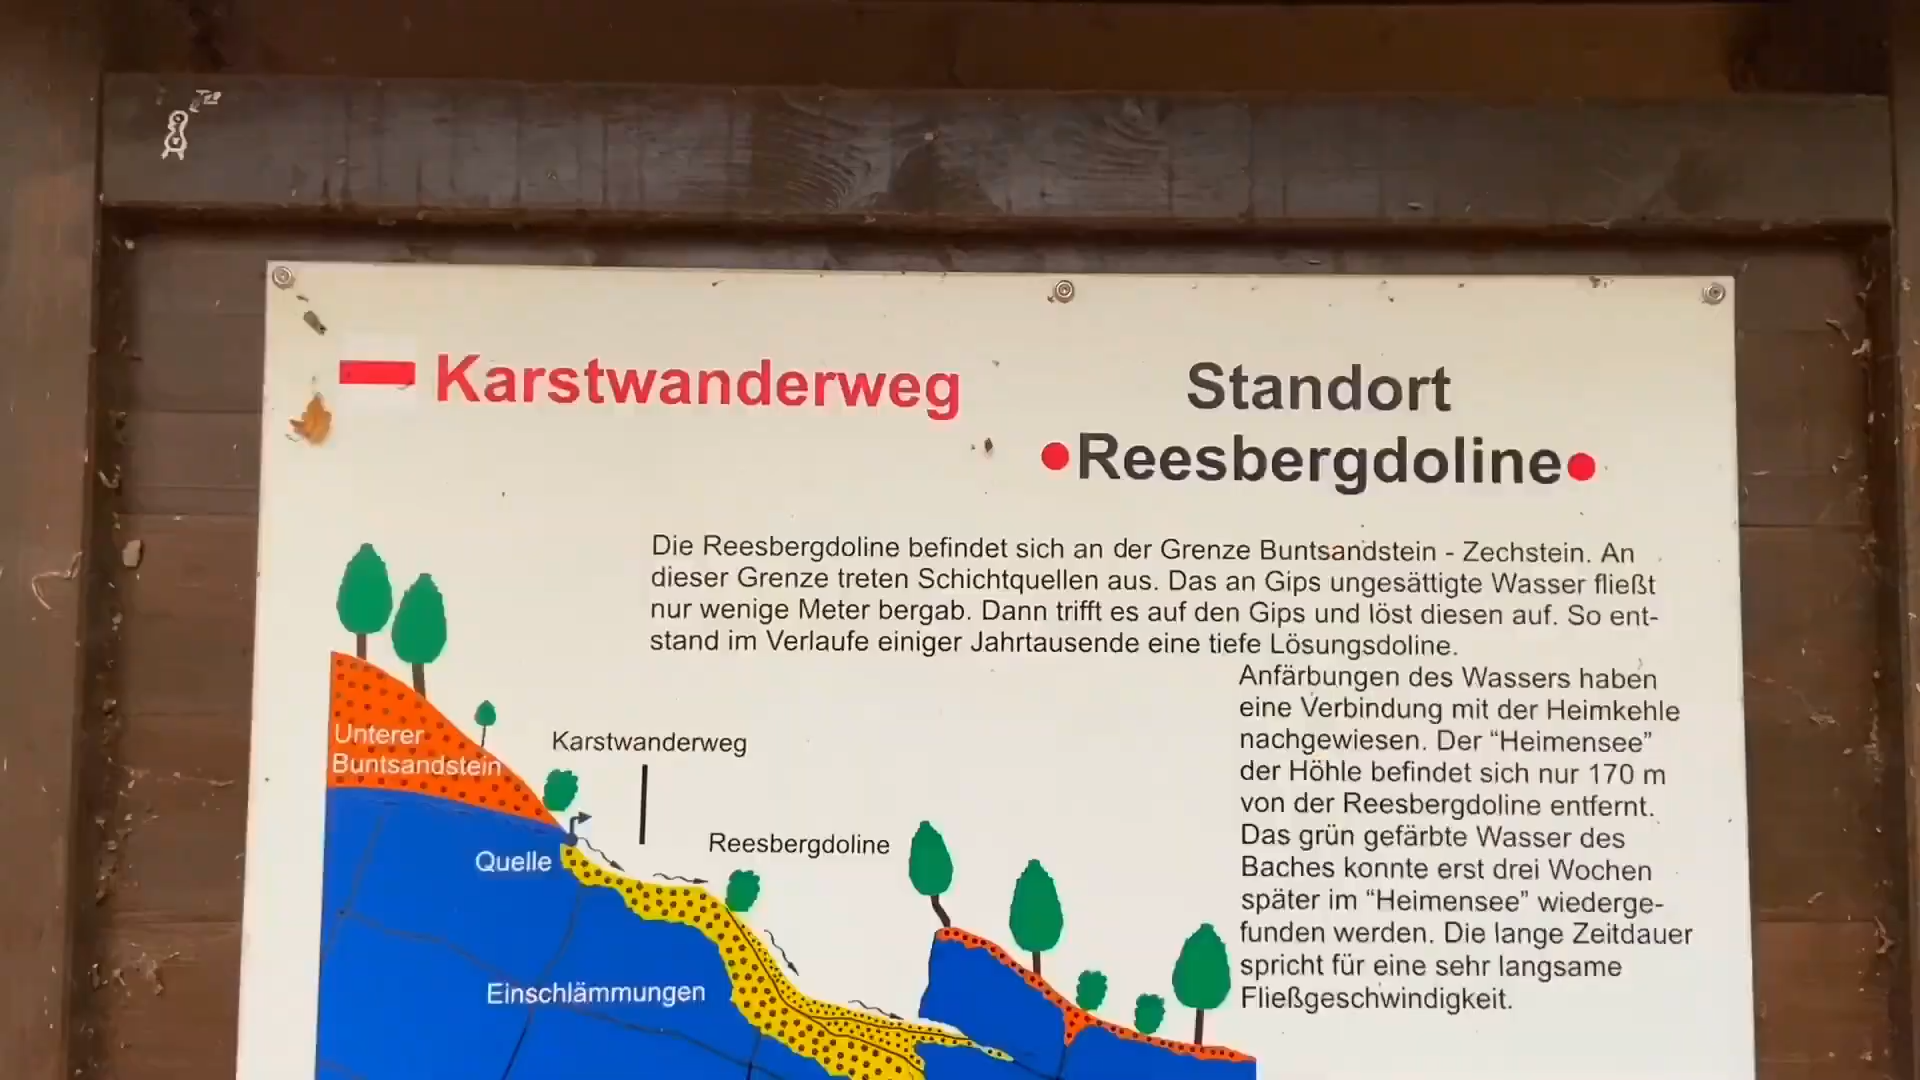 Karstwanderweg
Standort
Reesbergdoline
Die Reesbergdoline befindet sich an der Grenze Buntsandstein - Zechstein. An
dieser Grenze treten Schichtquellen aus. Das an Gips ungesättigte Wasser fließt
nur wenige Meter bergab. Dann trifft es auf den Gips und löst diesen auf. So ent-
stand im Verlaufe einiger Jahrtausende eine tiefe Lösungsdoline.
Anfärbungen des Wassers haben
eine Verbindung mit der Heimkehle
nachgewiesen. Der “Heimensee”
der Höhle befindet sich nur 170 m
von der Reesbergdoline entfernt.
Das grün gefärbte Wasser des
Baches konnte erst drei Wochen
später im “Heimensee” wiederge-
funden werden. Die lange Zeitdauer
spricht für eine sehr langsame
Fließgeschwindigkeit.
Unterer
Buntsandstein
Karstwanderweg
Quelle
Reesbergdoline
Einschlämmungen